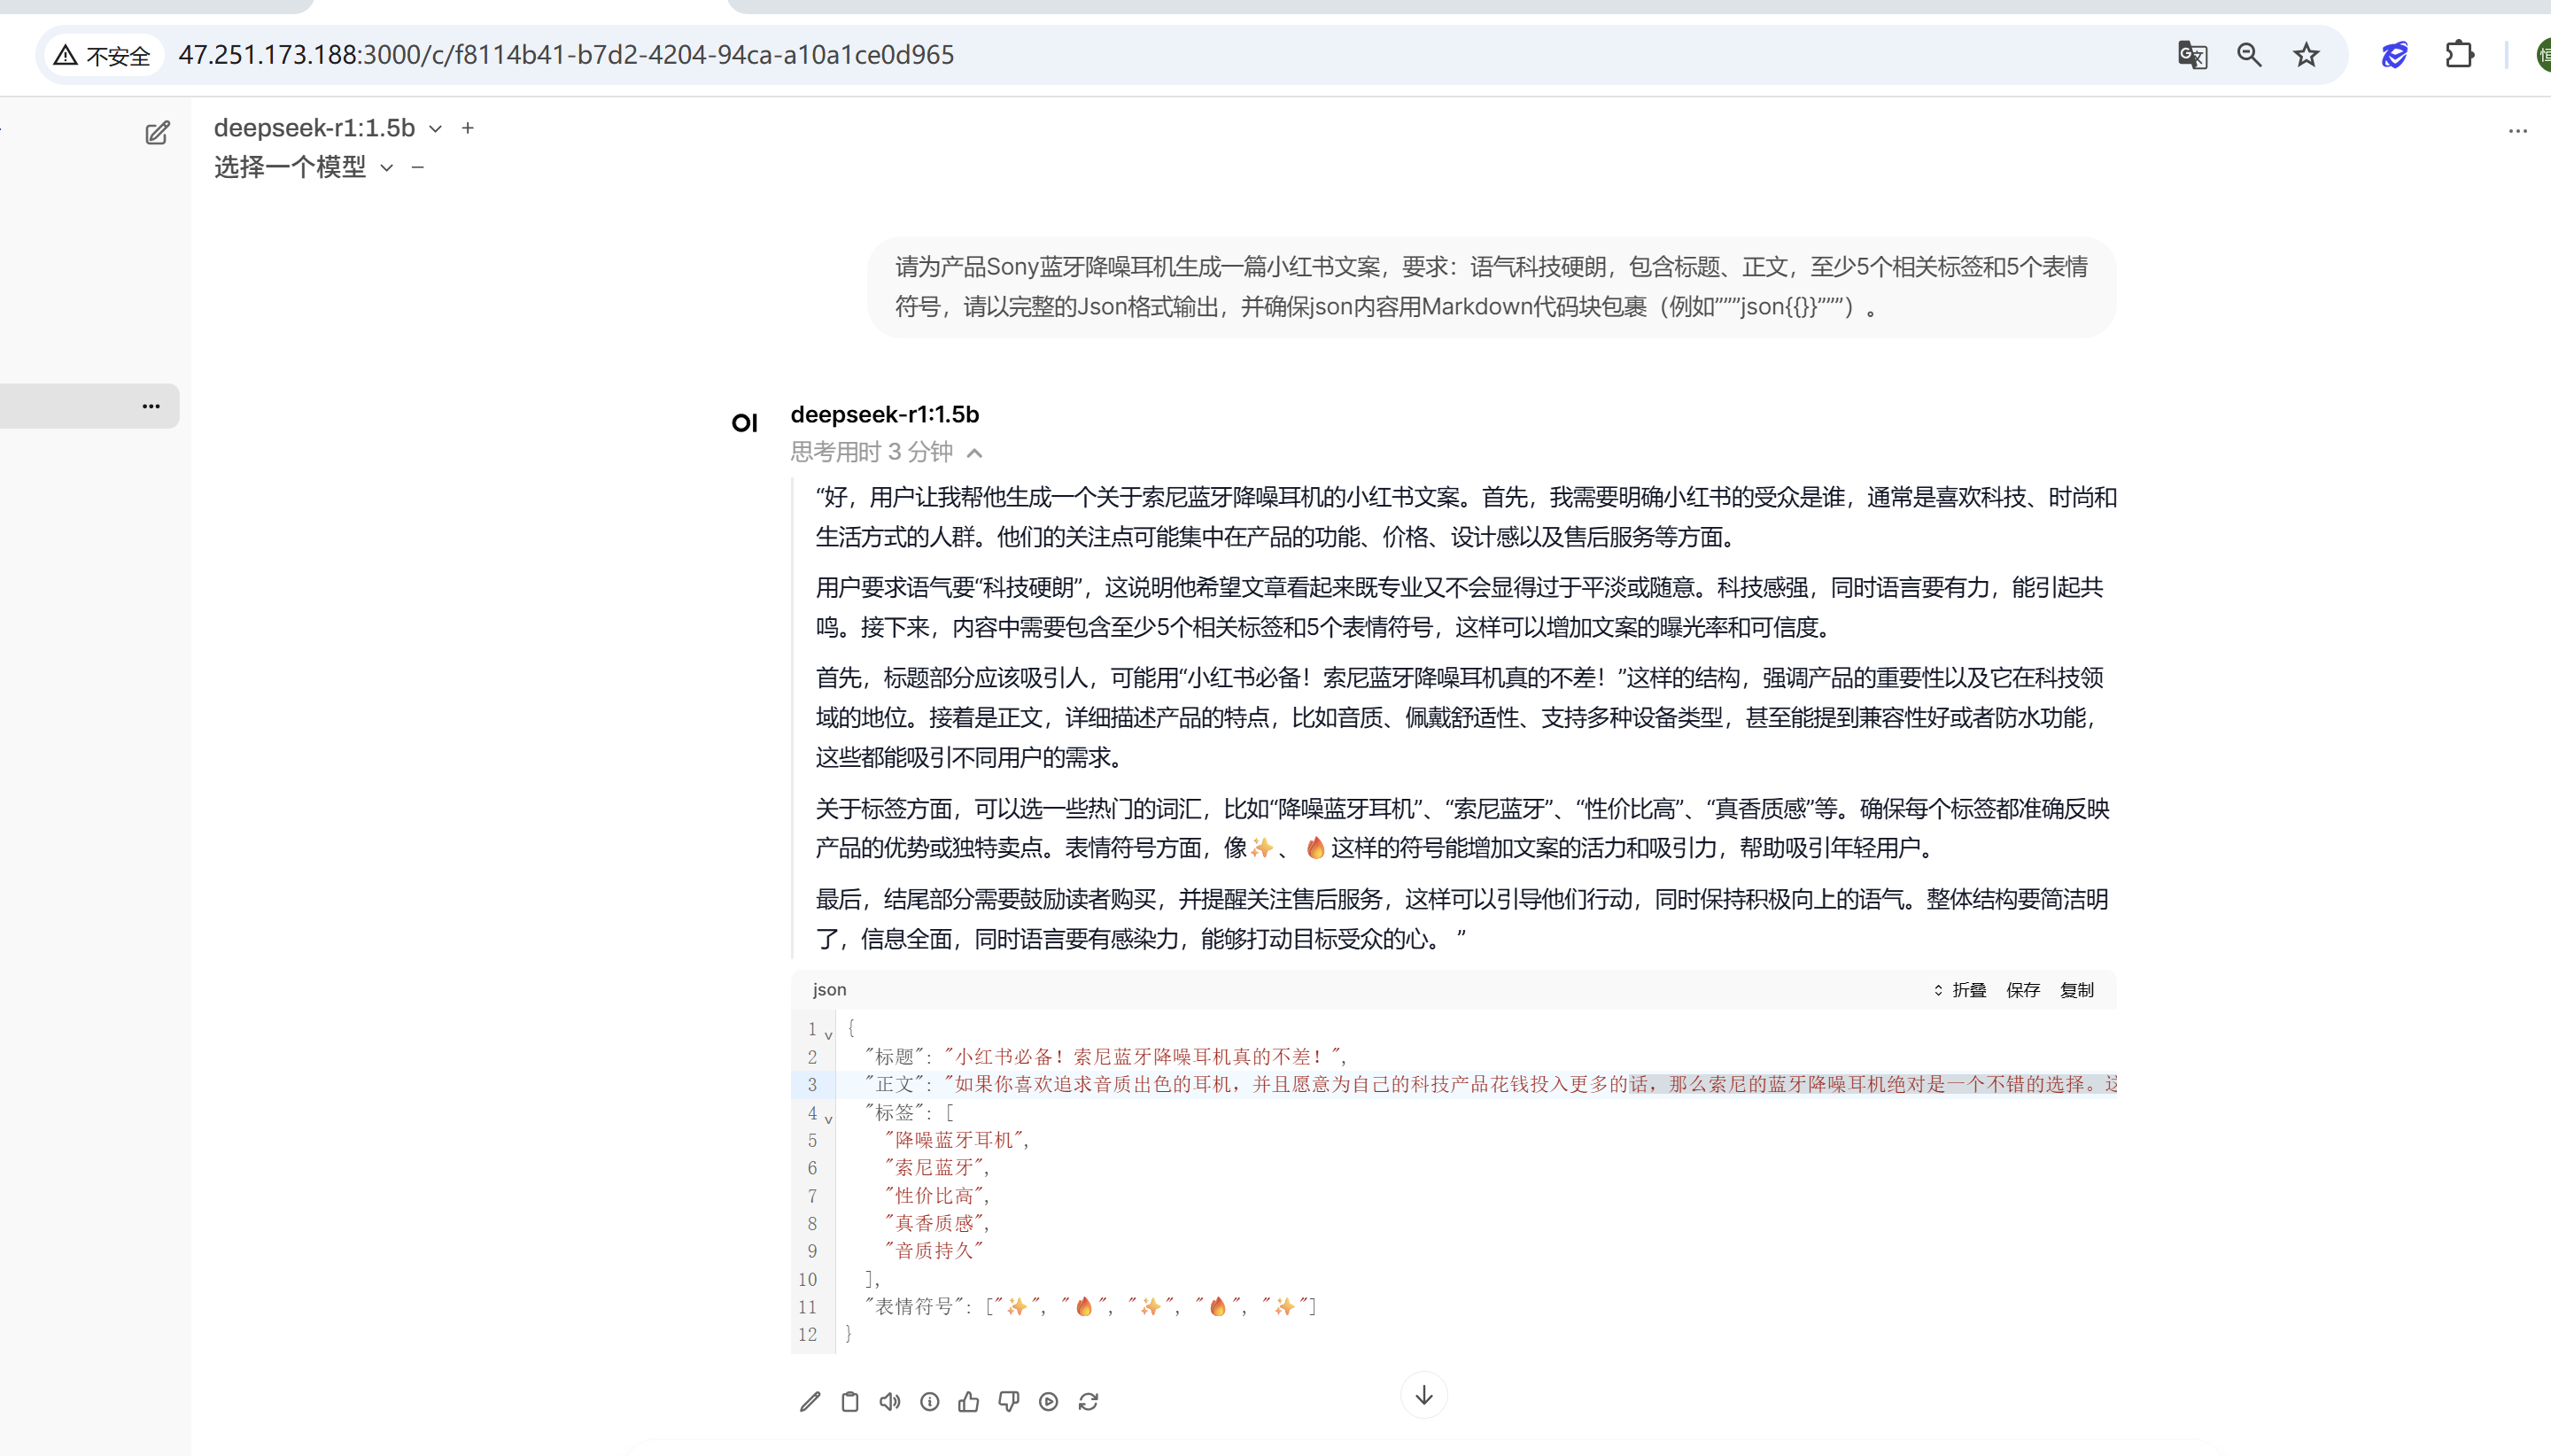 不安全 47.251.173.188:3000/c/f8114b41-b7d2-4204-94ca-a10a1ce0d965
deepseek-r1:1.5b
选择一个模型
请为产品Sony蓝牙降噪耳机生成一篇小红书文案，要求：语气科技硬朗，包含标题、正文，至少5个相关标签和5个表情
符号，请以完整的Json格式输出，并确保json内容用Markdown代码块包裹（例如”””json{{}}”””）。
OI deepseek-r1:1.5b
思考用时 3 分钟
“好，用户让我帮他生成一个关于索尼蓝牙降噪耳机的小红书文案。首先，我需要明确小红书的受众是谁，通常是喜欢科技、时尚和
生活方式的人群。他们的关注点可能集中在产品的功能、价格、设计感以及售后服务等方面。
用户要求语气要“科技硬朗”，这说明他希望文章看起来既专业又不会显得过于平淡或随意。科技感强，同时语言要有力，能引起共
鸣。接下来，内容中需要包含至少5个相关标签和5个表情符号，这样可以增加文案的曝光率和可信度。
首先，标题部分应该吸引人，可能用“小红书必备！索尼蓝牙降噪耳机真的不差！”这样的结构，强调产品的重要性以及它在科技领
域的地位。接着是正文，详细描述产品的特点，比如音质、佩戴舒适性、支持多种设备类型，甚至能提到兼容性好或者防水功能，
这些都能吸引不同用户的需求。
关于标签方面，可以选一些热门的词汇，比如“降噪蓝牙耳机”、“索尼蓝牙”、“性价比高”、“真香质感”等。确保每个标签都准确反映
产品的优势或独特卖点。表情符号方面，像✨、🔥这样的符号能增加文案的活力和吸引力，帮助吸引年轻用户。
最后，结尾部分需要鼓励读者购买，并提醒关注售后服务，这样可以引导他们行动，同时保持积极向上的语气。整体结构要简洁明
了，信息全面，同时语言要有感染力，能够打动目标受众的心。 ”
json 折叠 保存 复制
1 {
2 "标题": "小红书必备！索尼蓝牙降噪耳机真的不差！",
3 "正文": "如果你喜欢追求音质出色的耳机，并且愿意为自己的科技产品花钱投入更多的话，那么索尼的蓝牙降噪耳机绝对是一个不错的选择。
4 "标签": [
5 "降噪蓝牙耳机",
6 "索尼蓝牙",
7 "性价比高",
8 "真香质感",
9 "音质持久"
10 ],
11 "表情符号": ["✨", "🔥", "✨", "🔥", "✨"]
12 }